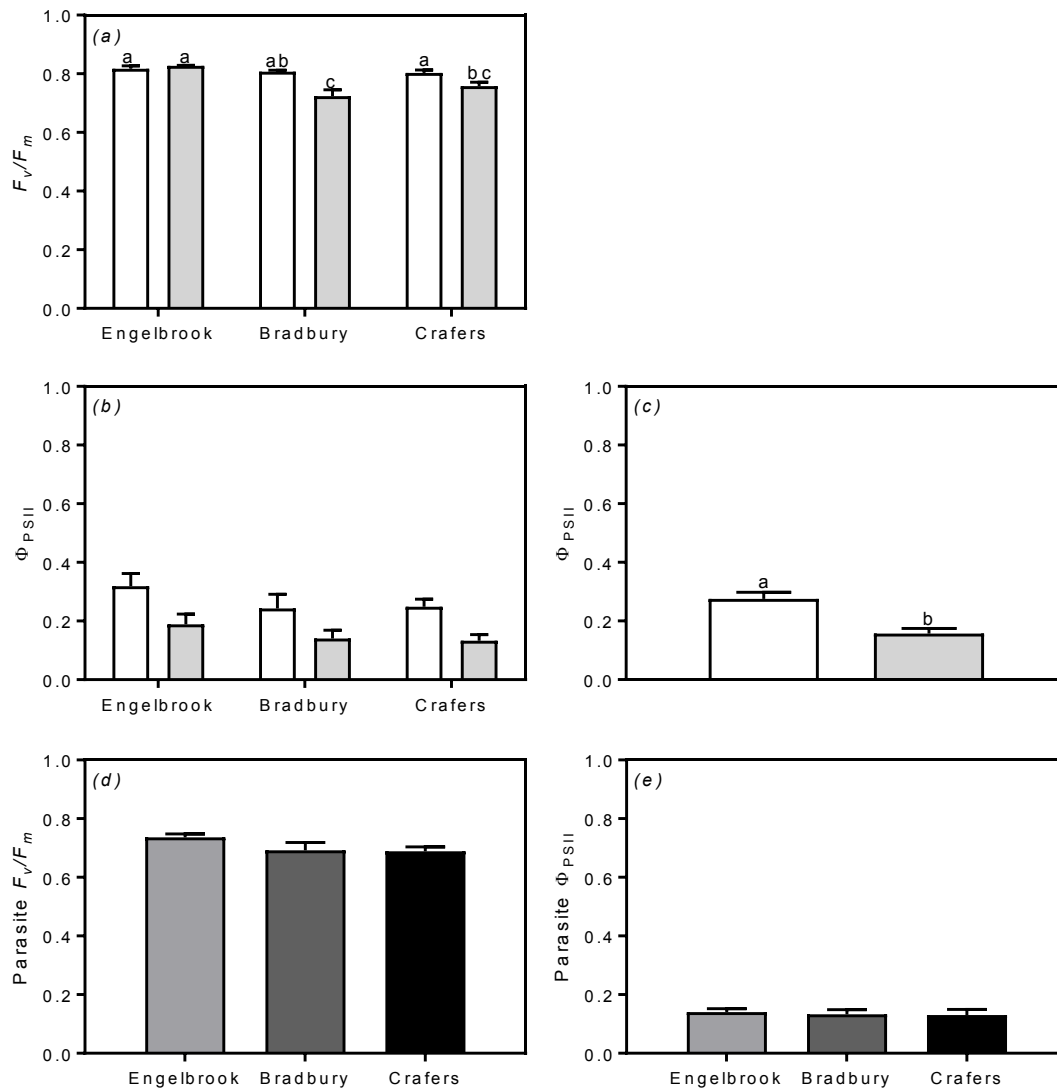 (a)
1.0
0.8
0.6
0.4
0.2
0.0
Fv/Fm
a a ab c a bc
Engelbrook Bradbury Crafers
(b)
1.0
0.8
0.6
0.4
0.2
0.0
ΦPSII
Engelbrook Bradbury Crafers
(c)
1.0
0.8
0.6
0.4
0.2
0.0
ΦPSII
a b
(d)
1.0
0.8
0.6
0.4
0.2
0.0
Parasite Fv/Fm
Engelbrook Bradbury Crafers
(e)
1.0
0.8
0.6
0.4
0.2
0.0
Parasite ΦPSII
Engelbrook Bradbury Crafers